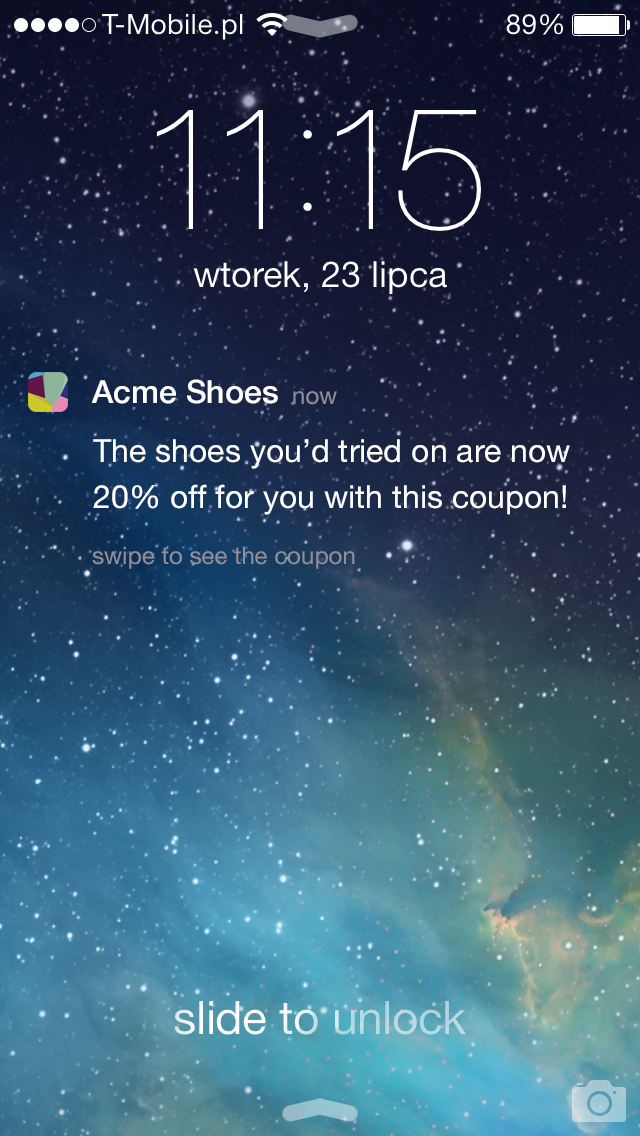 T-Mobile.pl 89%
11:15
wtorek, 23 lipca
Acme Shoes now
The shoes you’d tried on are now
20% off for you with this coupon!
swipe to see the coupon
slide to unlock